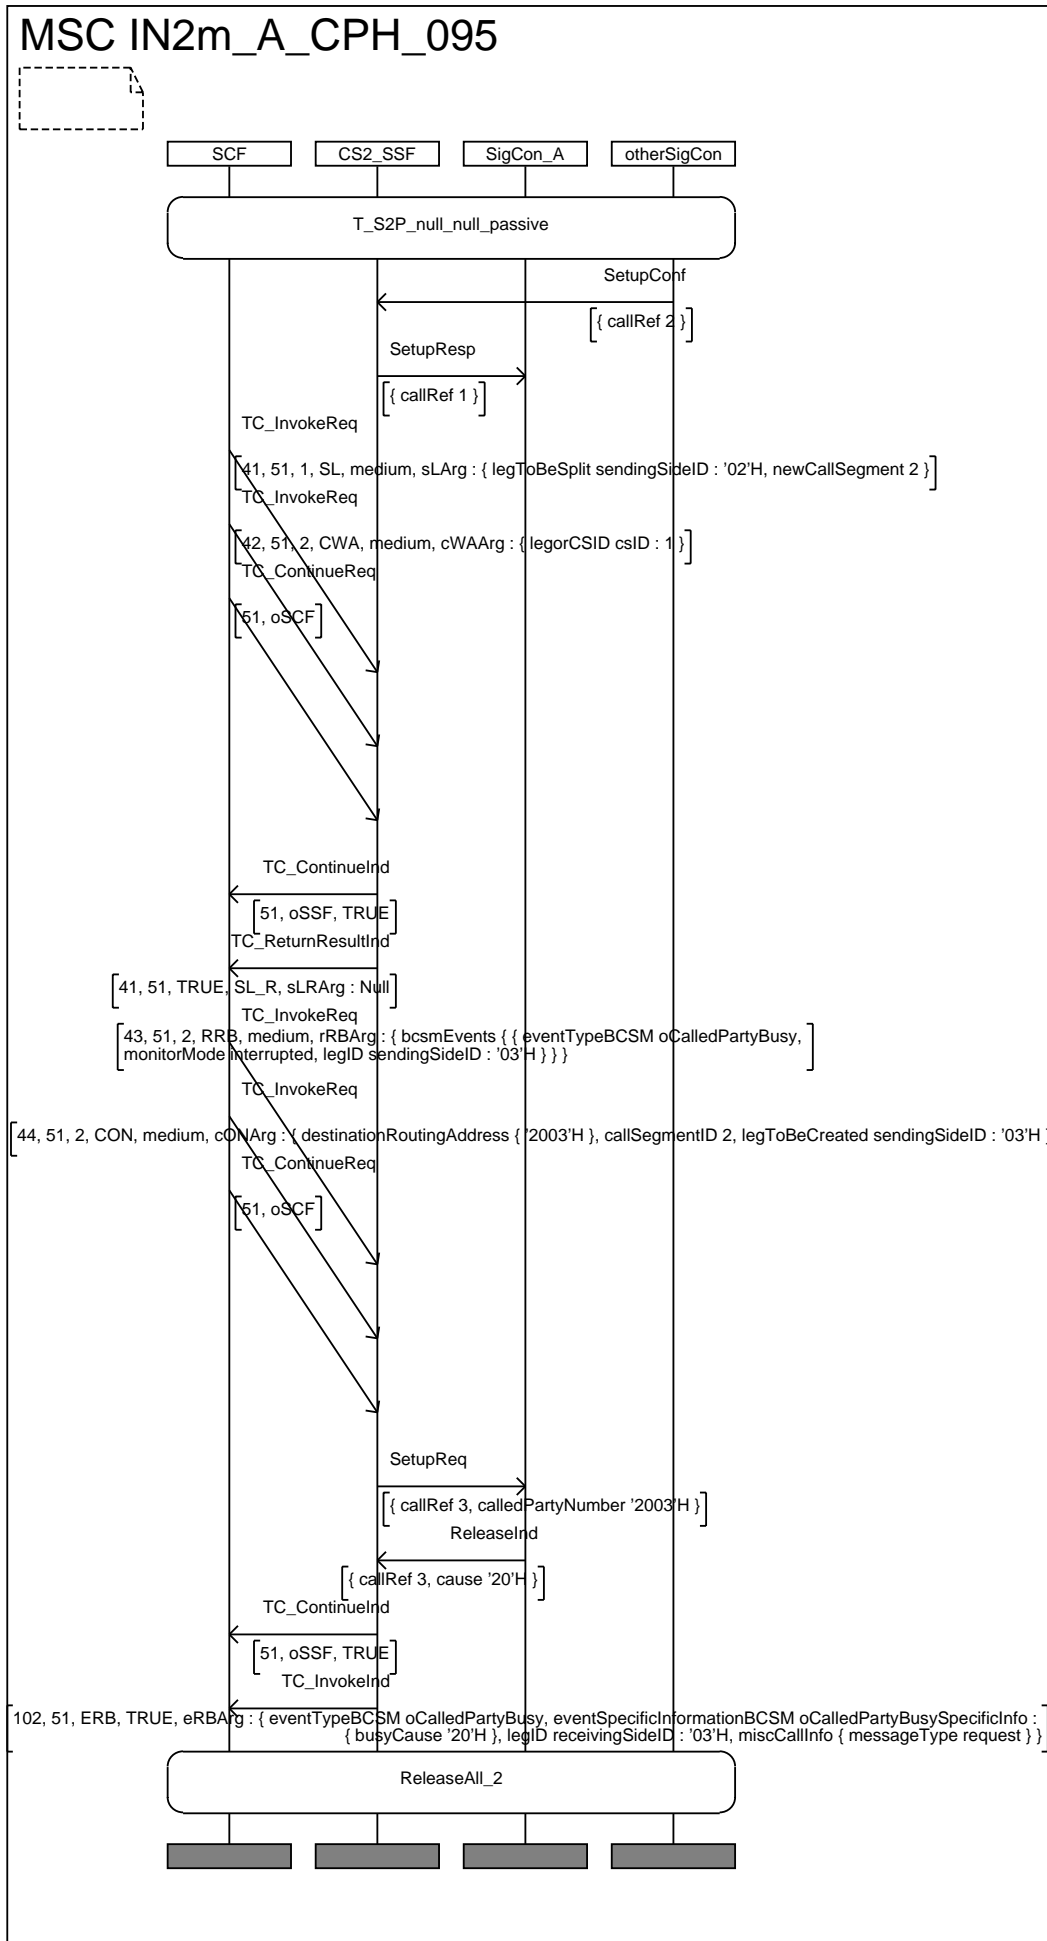 MSC IN2m_A_CPH_095
SCF CS2_SSF SigCon_A otherSigCon
T_S2P_null_null_passive
SetupConf
{ callRef 2 }
SetupResp
{ callRef 1 }
TC_InvokeReq
41, 51, 1, SL, medium, sLArg : { legToBeSplit sendingSideID : '02'H, newCallSegment 2 }
TC_InvokeReq
42, 51, 2, CWA, medium, cWAArg : { legorCSID csID : 1 }
TC_ContinueReq
51, oSCF
TC_ContinueInd
51, oSSF, TRUE
TC_ReturnResultInd
41, 51, TRUE, SL_R, sLRArg : Null
TC_InvokeReq
43, 51, 2, RRB, medium, rRBArg : { bcsmEvents { { eventTypeBCSM oCalledPartyBusy,
monitorMode interrupted, legID sendingSideID : '03'H } } }
TC_InvokeReq
44, 51, 2, CON, medium, cONArg : { destinationRoutingAddress { '2003'H }, callSegmentID 2, legToBeCreated sendingSideID : '03'H }
TC_ContinueReq
51, oSCF
SetupReq
{ callRef 3, calledPartyNumber '2003'H }
ReleaseInd
{ callRef 3, cause '20'H }
TC_ContinueInd
51, oSSF, TRUE
TC_InvokeInd
102, 51, ERB, TRUE, eRBArg : { eventTypeBCSM oCalledPartyBusy, eventSpecificInformationBCSM oCalledPartyBusySpecificInfo :
{ busyCause '20'H }, legID receivingSideID : '03'H, miscCallInfo { messageType request } }
ReleaseAll_2